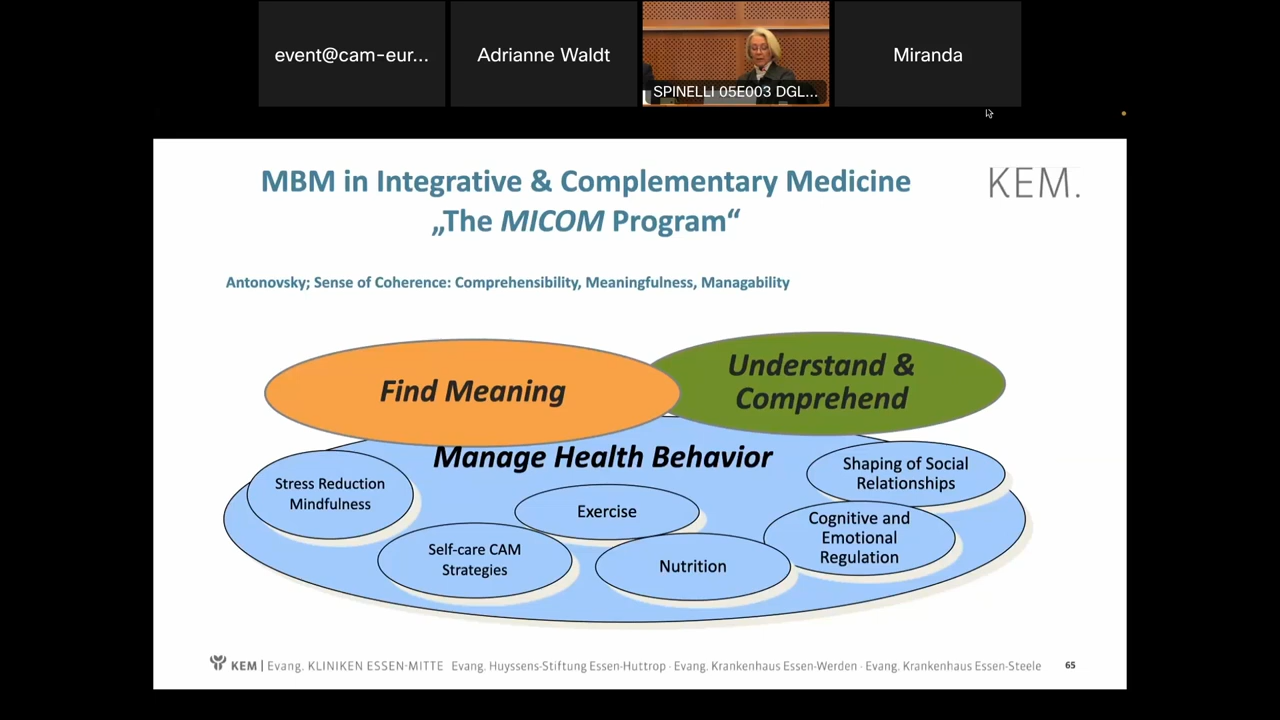 event@cam-eur...
Adrianne Waldt
SPINELLI 05E003 DGL...
Miranda
MBM in Integrative & Complementary Medicine
KEM.
„The MICOM Program“
Antonovsky; Sense of Coherence: Comprehensibility, Meaningfulness, Managability
Find Meaning
Understand &
Comprehend
Manage Health Behavior
Stress Reduction
Mindfulness
Self-care CAM
Strategies
Exercise
Nutrition
Shaping of Social
Relationships
Cognitive and
Emotional
Regulation
KEM | Evang. KLINIKEN ESSEN-MITTE Evang. Huyssens-Stiftung Essen-Huttrop · Evang. Krankenhaus Essen-Werden · Evang. Krankenhaus Essen-Steele
65